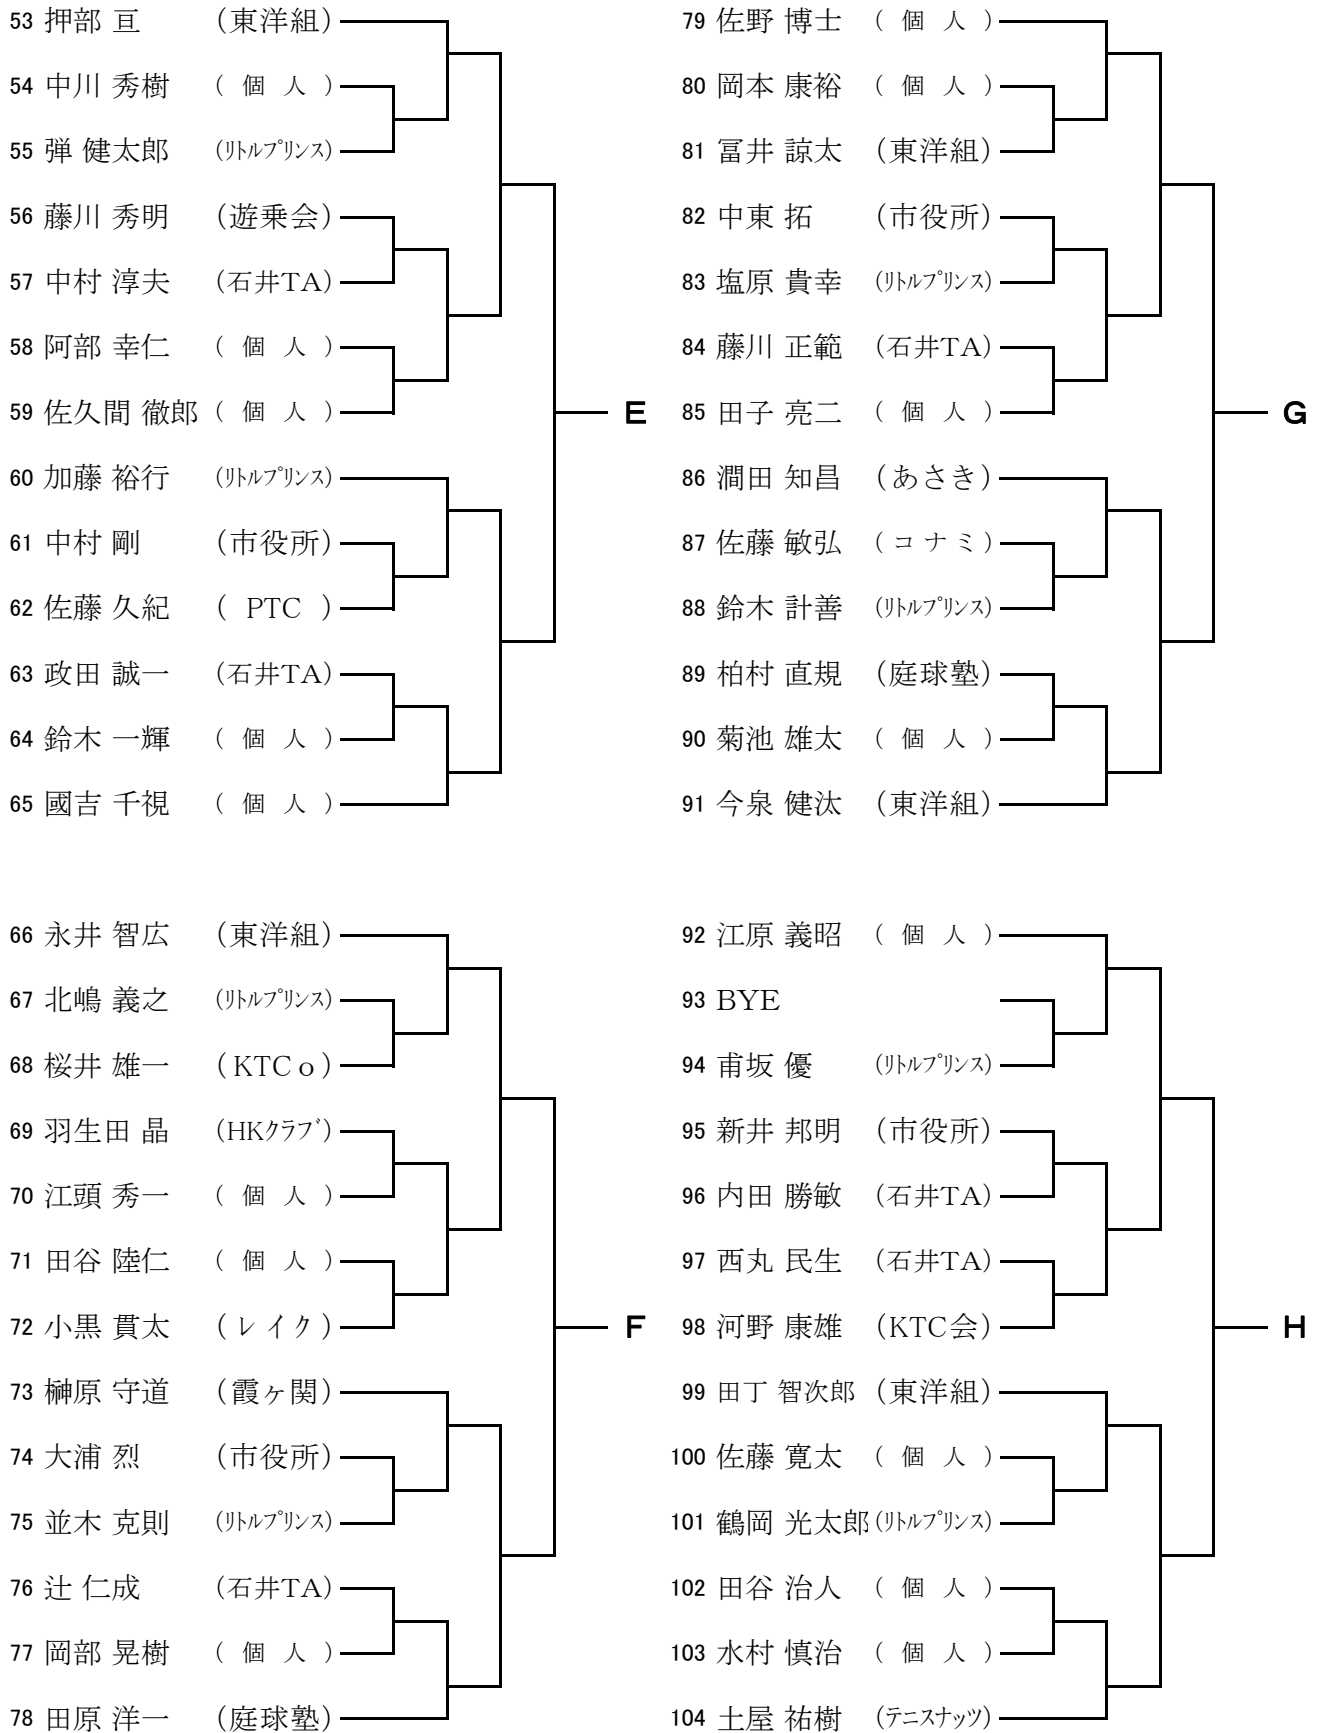 53 押部 亘 (東洋組)
54 中川 秀樹 ( 個 人 )
55 弾 健太郎 (ﾘﾄﾙﾌﾟﾘﾝｽ)
56 藤川 秀明 (遊乗会)
57 中村 淳夫 (石井TA)
58 阿部 幸仁 ( 個 人 )
59 佐久間 徹郎 ( 個 人 )
E
60 加藤 裕行 (ﾘﾄﾙﾌﾟﾘﾝｽ)
61 中村 剛 (市役所)
62 佐藤 久紀 ( PTC )
63 政田 誠一 (石井TA)
64 鈴木 一輝 ( 個 人 )
65 國吉 千視 ( 個 人 )
66 永井 智広 (東洋組)
67 北嶋 義之 (ﾘﾄﾙﾌﾟﾘﾝｽ)
68 桜井 雄一 (KTCｏ)
69 羽生田 晶 (HKｸﾗﾌﾞ)
70 江頭 秀一 ( 個 人 )
71 田谷 陸仁 ( 個 人 )
72 小黒 貫太 (レイク)
F
73 榊原 守道 (霞ヶ関)
74 大浦 烈 (市役所)
75 並木 克則 (ﾘﾄﾙﾌﾟﾘﾝｽ)
76 辻 仁成 (石井TA)
77 岡部 晃樹 ( 個 人 )
78 田原 洋一 (庭球塾)
79 佐野 博士 ( 個 人 )
80 岡本 康裕 ( 個 人 )
81 冨井 諒太 (東洋組)
82 中東 拓 (市役所)
83 塩原 貴幸 (ﾘﾄﾙﾌﾟﾘﾝｽ)
84 藤川 正範 (石井TA)
85 田子 亮二 ( 個 人 )
G
86 澗田 知昌 (あさき)
87 佐藤 敏弘 (コナミ)
88 鈴木 計善 (ﾘﾄﾙﾌﾟﾘﾝｽ)
89 柏村 直規 (庭球塾)
90 菊池 雄太 ( 個 人 )
91 今泉 健汰 (東洋組)
92 江原 義昭 ( 個 人 )
93 BYE
94 甫坂 優 (ﾘﾄﾙﾌﾟﾘﾝｽ)
95 新井 邦明 (市役所)
96 内田 勝敏 (石井TA)
97 西丸 民生 (石井TA)
98 河野 康雄 (KTC会)
H
99 田丁 智次郎 (東洋組)
100 佐藤 寛太 ( 個 人 )
101 鶴岡 光太郎 (ﾘﾄﾙﾌﾟﾘﾝｽ)
102 田谷 治人 ( 個 人 )
103 水村 慎治 ( 個 人 )
104 土屋 祐樹 (ﾃﾆｽﾅｯﾂ)